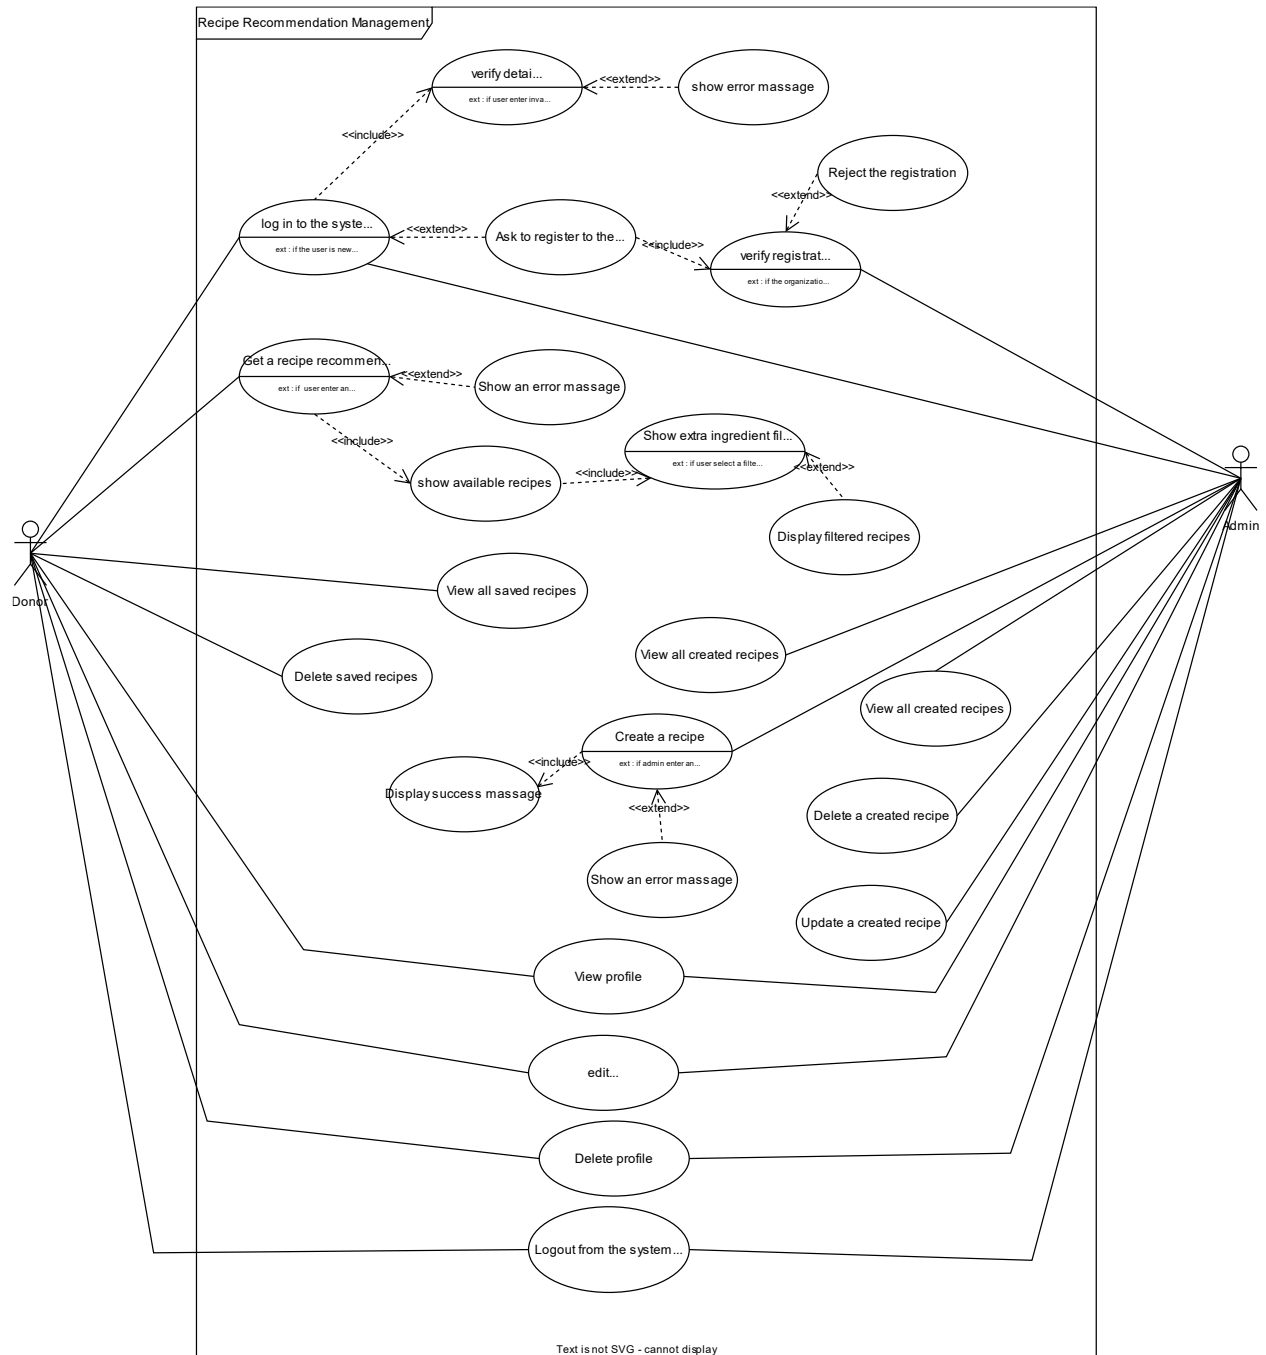 Recipe Recommendation Management
verify detai...
ext : if user enter inva...
<<extend>>
show error massage
<<include>>
Reject the registration
<<extend>>
log in to the syste...
ext : if the user is new...
<<extend>>
Ask to register to the...
<<include>>
verify registrat...
ext : if the organizatio...
Get a recipe recommen...
ext : if user enter an...
<<extend>>
Show an error massage
<<include>>
show available recipes
<<include>>
Show extra ingredient fil...
ext : if user select a filte...
<<extend>>
Display filtered recipes
Admin
Donor
View all saved recipes
View all created recipes
Delete saved recipes
View all created recipes
Create a recipe
ext : if admin enter an...
<<include>>
Display success massage
<<extend>>
Delete a created recipe
Show an error massage
Update a created recipe
View profile
edit...
Delete profile
Logout from the system...
Text is not SVG - cannot display